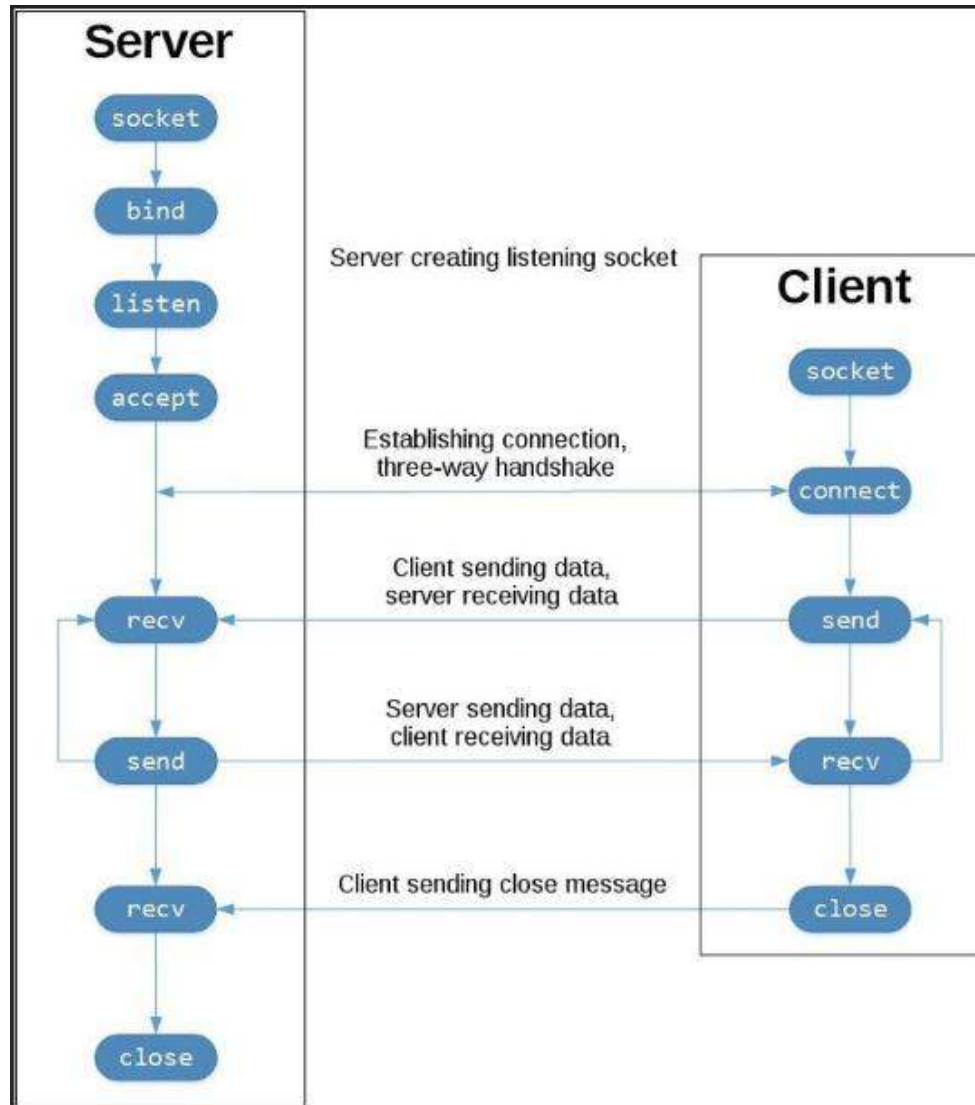 Server
socket
bind
listen
accept
recv
send
recv
close
Server creating listening socket
Establishing connection,
three-way handshake
Client sending data,
server receiving data
Server sending data,
client receiving data
Client sending close message
Client
socket
connect
send
recv
close